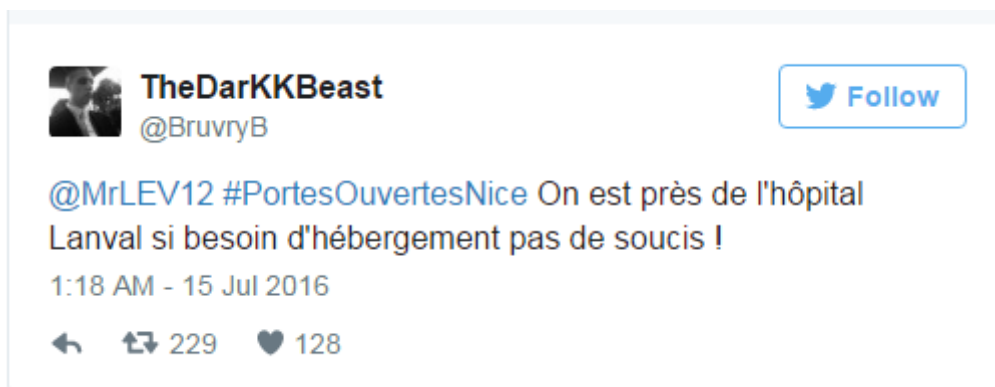 TheDarKKBeast
@BruvryB
Follow
@MrLEV12 #PortesOuvertesNice On est près de l'hôpital
Lanval si besoin d'hébergement pas de soucis !
1:18 AM - 15 Jul 2016
229 128